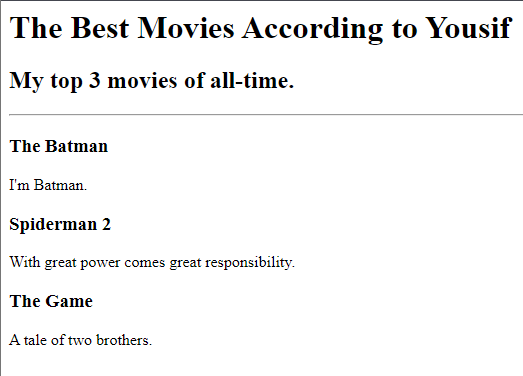 The Best Movies According to Yousif
My top 3 movies of all-time.
The Batman
I'm Batman.
Spiderman 2
With great power comes great responsibility.
The Game
A tale of two brothers.